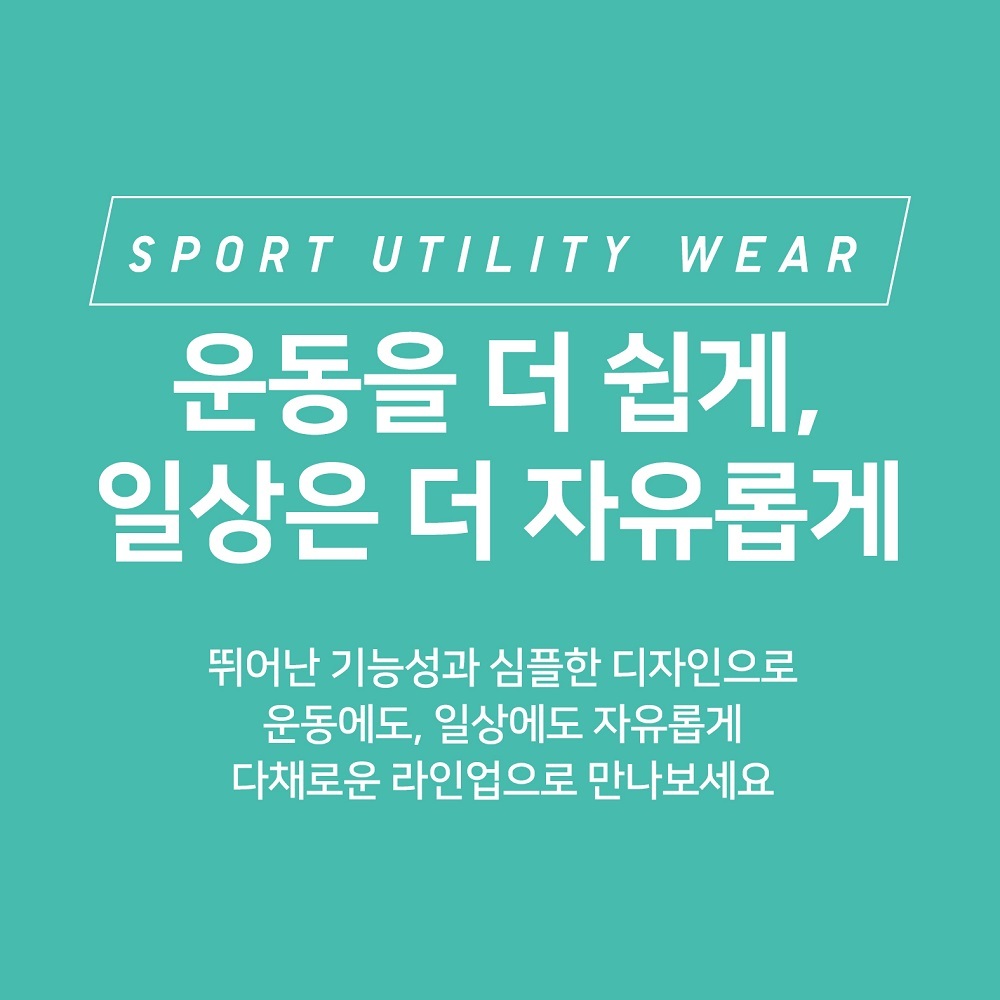 SPORT UTILITY WEAR
운동을 더 쉽게,
일상은 더 자유롭게
뛰어난 기능성과 심플한 디자인으로
운동에도, 일상에도 자유롭게
다채로운 라인업으로 만나보세요